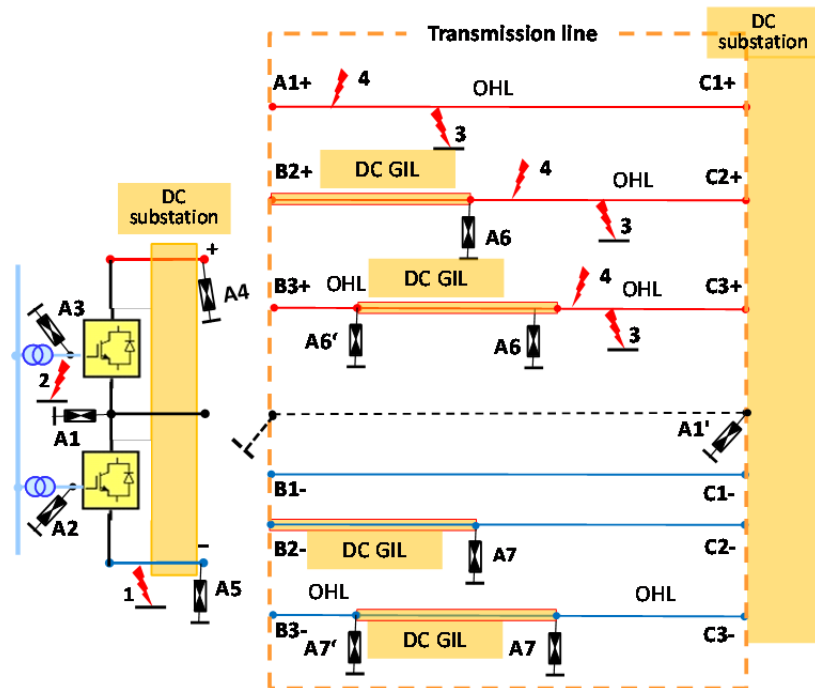 Transmission line
DC
substation
A1+
4
OHL
C1+
3
DC GIL
B2+
4
OHL
C2+
A6
3
DC
substation
+
A4
B3+
OHL
DC GIL
4
OHL
C3+
A6‘
A6
3
A3
2
A1
A1'
A2
B1-
C1-
B2-
DC GIL
A7
C2-
-
1
A5
OHL
OHL
B3-
A7‘
DC GIL
A7
C3-